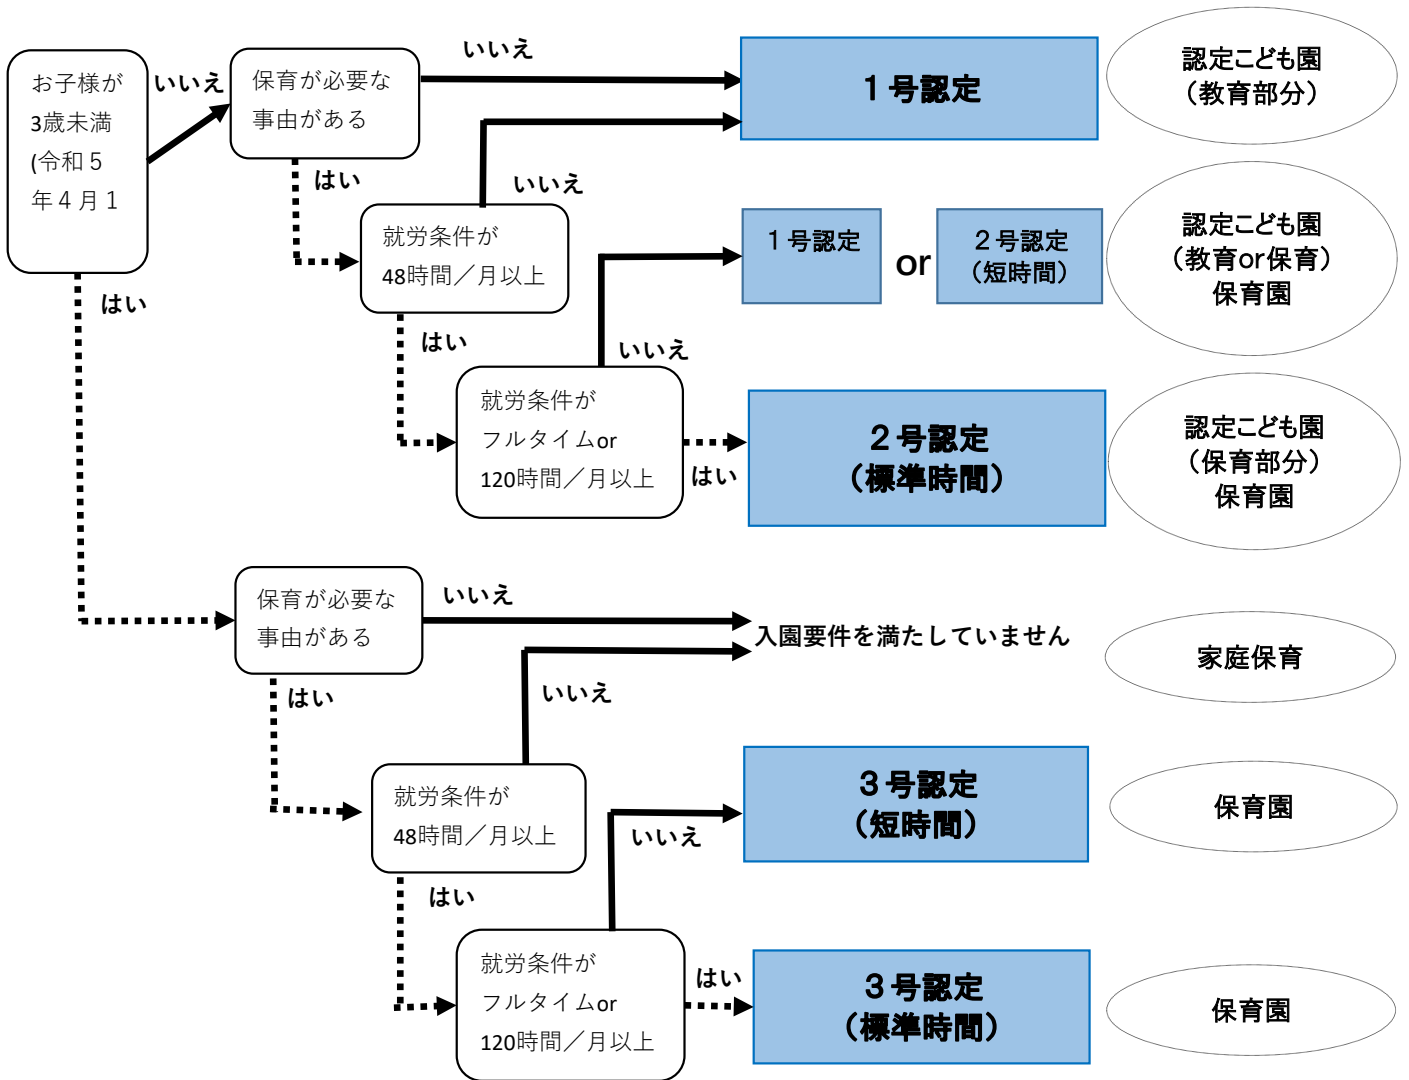 お子様が
3歳未満
(令和５
年４月１
いいえ
保育が必要な
事由がある
いいえ
１号認定
認定こども園
（教育部分）
はい
就労条件が
48時間／月以上
いいえ
１号認定
or
２号認定
（短時間）
認定こども園
（教育or保育）
保育園
はい
就労条件が
フルタイムor
120時間／月以上
いいえ
はい
２号認定
（標準時間）
認定こども園
（保育部分）
保育園
はい
保育が必要な
事由がある
いいえ
入園要件を満たしていません
家庭保育
はい
就労条件が
48時間／月以上
いいえ
３号認定
（短時間）
保育園
はい
就労条件が
フルタイムor
120時間／月以上
いいえ
はい
３号認定
（標準時間）
保育園